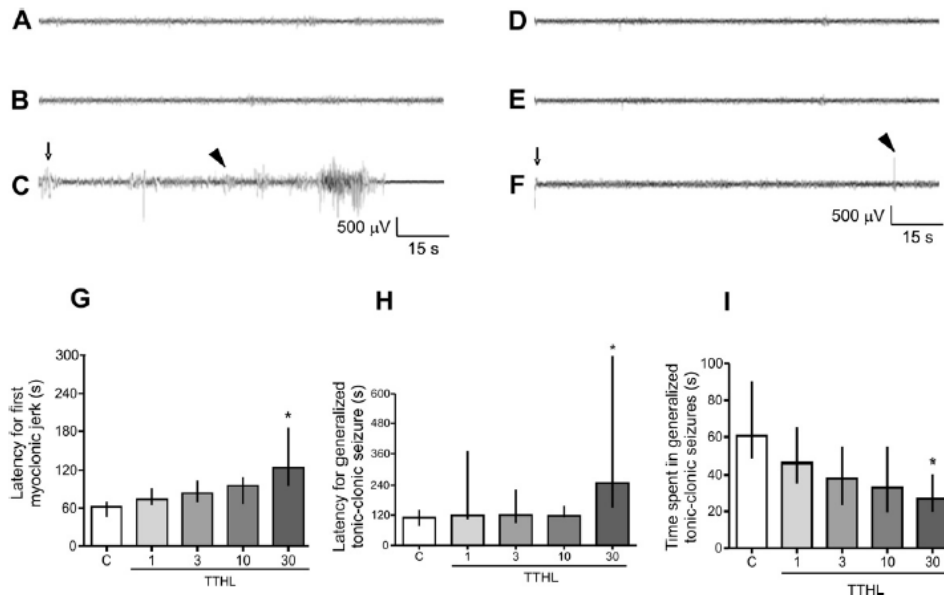 A
B
C
500 µV
15 s
D
E
F
500 µV
15 s
G
Latency for first
myoclonic jerk (s)
300
240
180
120
60
0
*
C
1
3
10
30
TTHL
H
Latency for generalized
tonic-clonic seizure (s)
600
480
360
240
120
0
*
C
1
3
10
30
TTHL
I
Time spent in generalized
tonic-clonic seizures (s)
100
80
60
40
20
0
*
C
1
3
10
30
TTHL